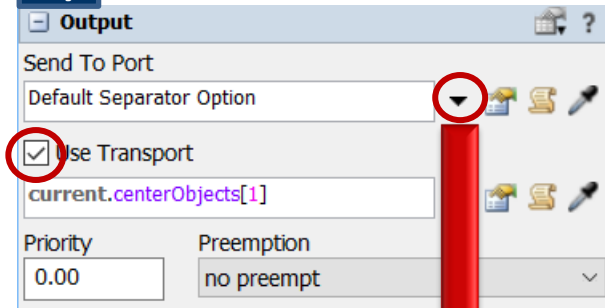 Output
?
Send To Port
Default Separator Option
Use Transport
current.centerObjects[1]
Priority Preemption
0.00 no preempt